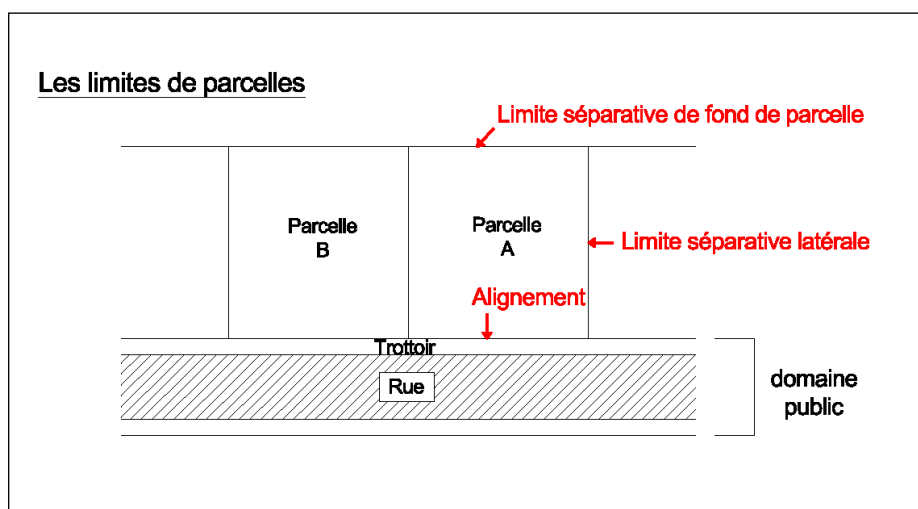 Les limites de parcelles
Limite séparative de fond de parcelle
Parcelle
B
Parcelle
A
Limite séparative latérale
Alignement
Trottoir
Rue
domaine
public